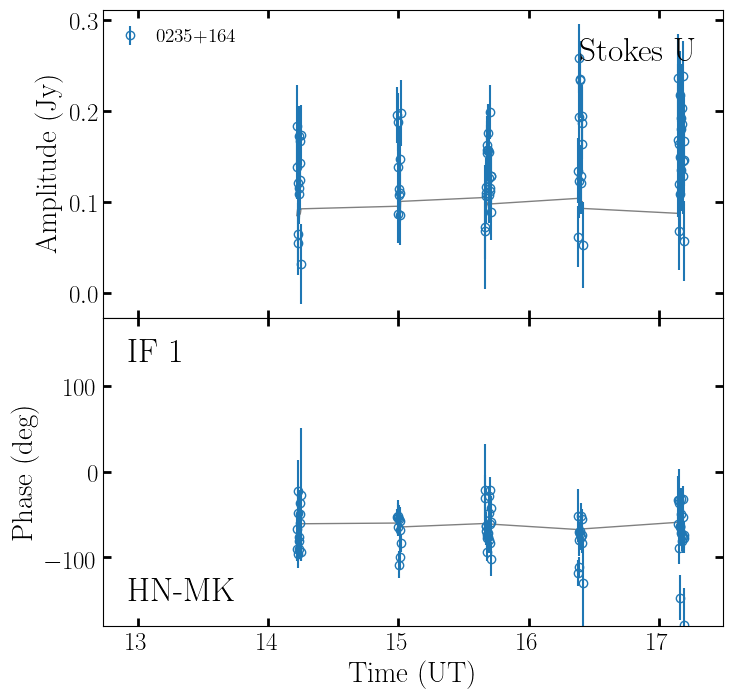 0235+164
Stokes U
0.3
0.2
0.1
0.0
Amplitude (Jy)
IF 1
100
0
−100
Phase (deg)
HN-MK
13 14 15 16 17
Time (UT)